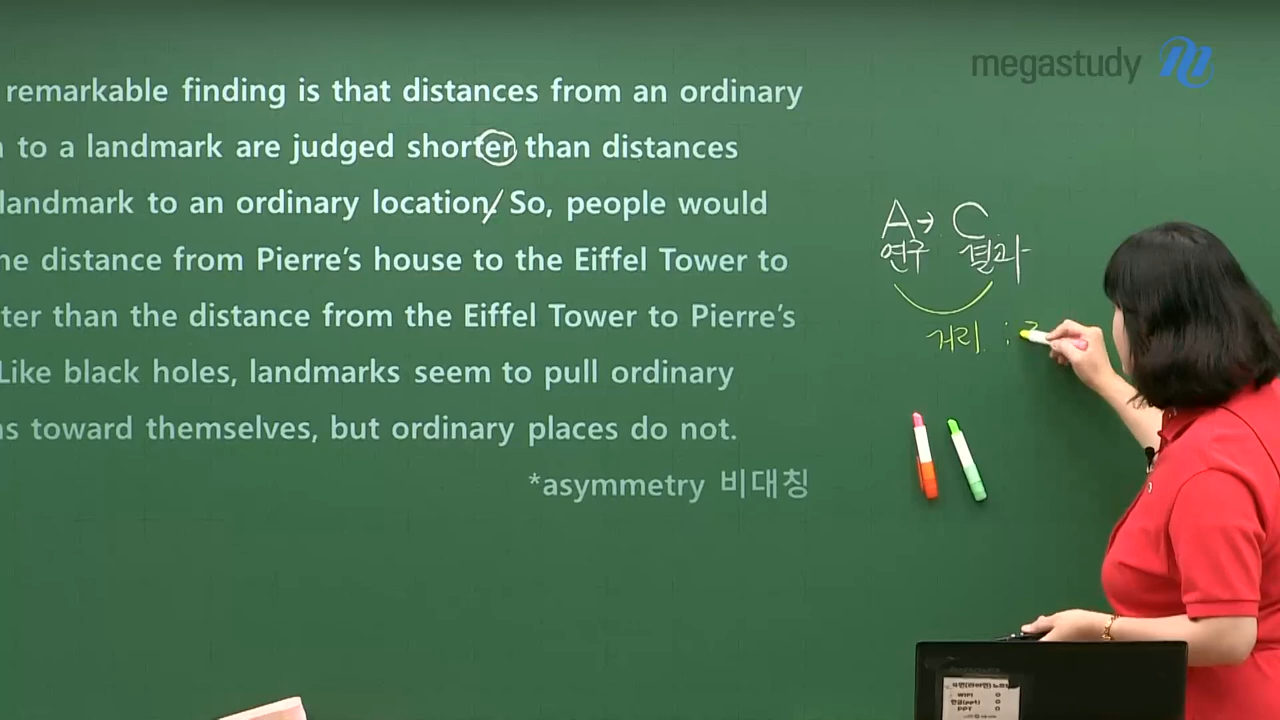 megastudy
remarkable finding is that distances from an ordinary
to a landmark are judged shorter than distances
landmark to an ordinary location. So, people would
distance from Pierre's house to the Eiffel Tower to
than the distance from the Eiffel Tower to Pierre's
Like black holes, landmarks seem to pull ordinary
toward themselves, but ordinary places do not.
*asymmetry 비대칭
A → C
연구 결과
거리 :
WIFI
PPT